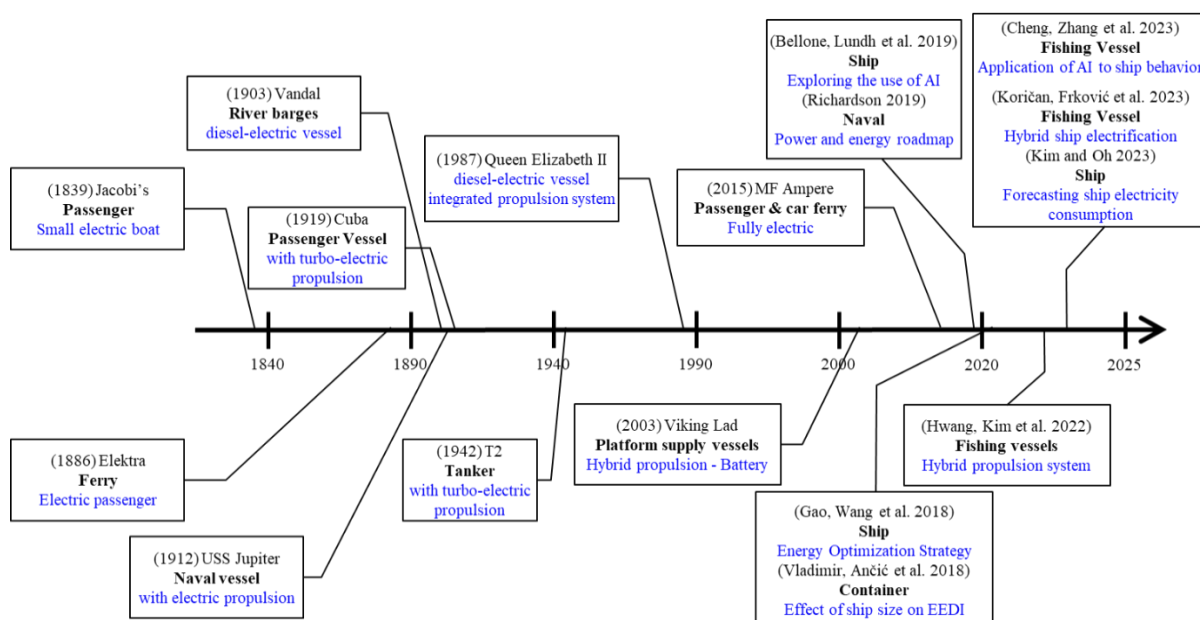 (Cheng, Zhang et al. 2023)
Fishing Vessel
Application of AI to ship behavior
(Koričan, Frković et al. 2023)
Fishing Vessel
Hybrid ship electrification
(Kim and Oh 2023)
Ship
Forecasting ship electricity
consumption
(Bellone, Lundh et al. 2019)
Ship
Exploring the use of AI
(Richardson 2019)
Naval
Power and energy roadmap
(1903) Vandal
River barges
diesel-electric vessel
(1987) Queen Elizabeth II
diesel-electric vessel
integrated propulsion system
(1839) Jacobi's
Passenger
Small electric boat
(2015) MF Ampere
Passenger & car ferry
Fully electric
(1919) Cuba
Passenger Vessel
with turbo-electric
propulsion
1840
1890
1940
1990
2000
2020
2025
(1886) Elektra
Ferry
Electric passenger
(1912) USS Jupiter
Naval vessel
with electric propulsion
(1942) T2
Tanker
with turbo-electric
propulsion
(2003) Viking Lad
Platform supply vessels
Hybrid propulsion - Battery
(Hwang, Kim et al. 2022)
Fishing vessels
Hybrid propulsion system
(Gao, Wang et al. 2018)
Ship
Energy Optimization Strategy
(Vladimir, Ančić et al. 2018)
Container
Effect of ship size on EEDI